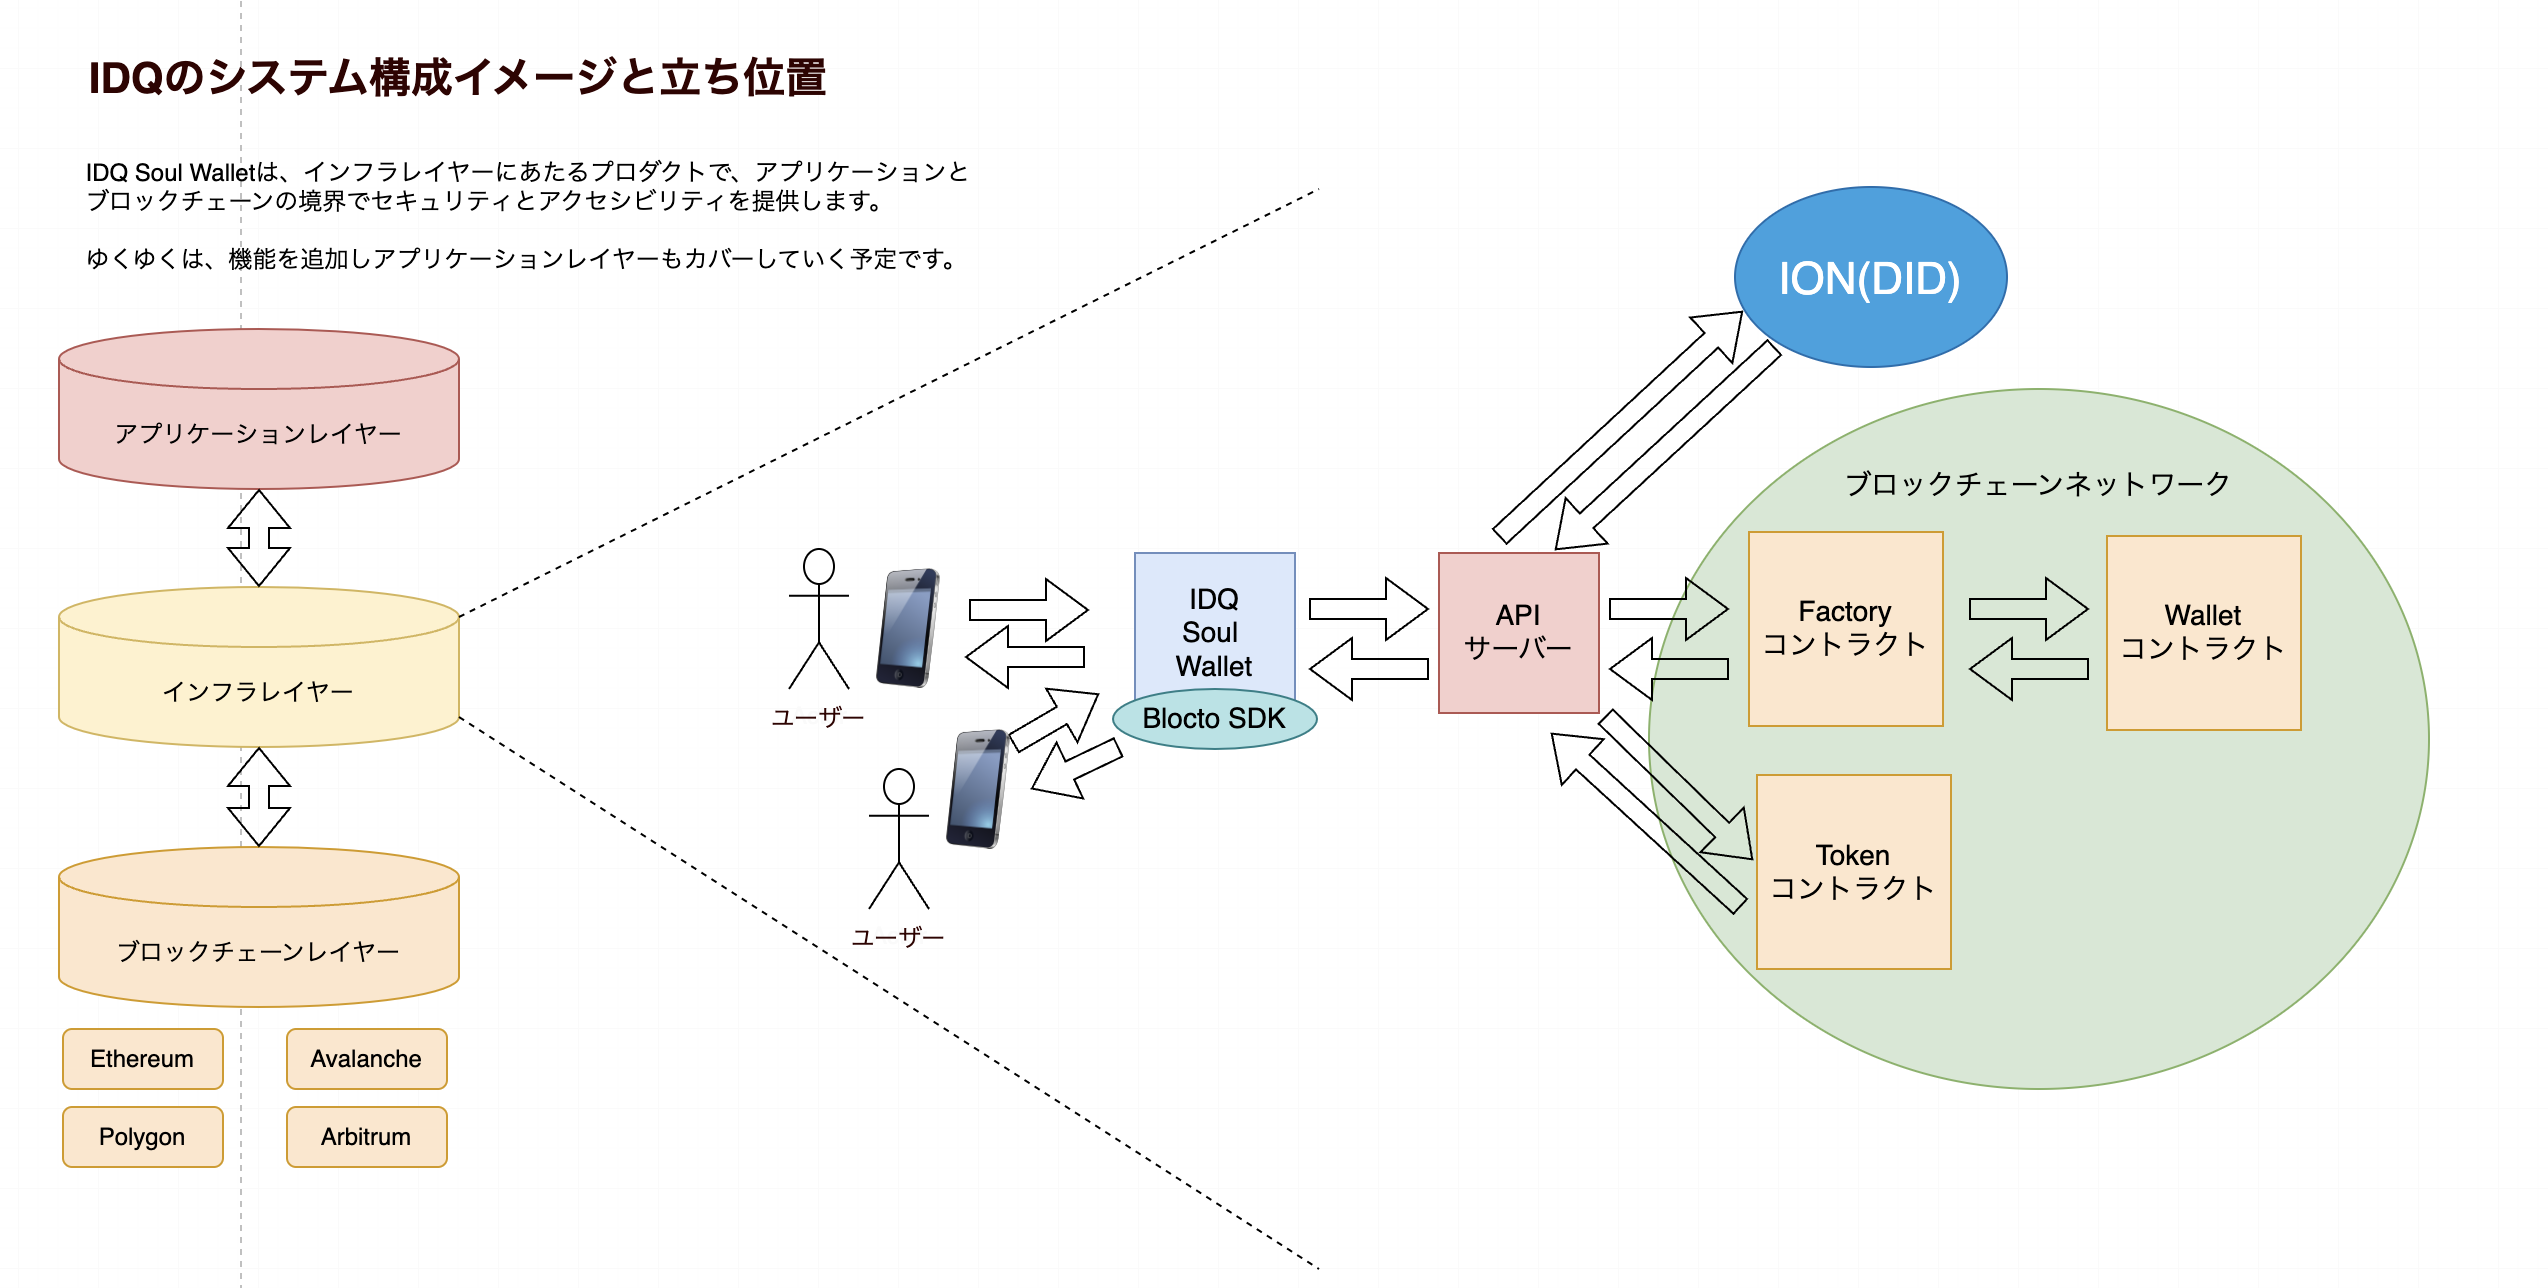 IDQのシステム構成イメージと立ち位置
IDQ Soul Walletは、インフラレイヤーにあたるプロダクトで、アプリケーションと
ブロックチェーンの境界でセキュリティとアクセシビリティを提供します。
ゆくゆくは、機能を追加しアプリケーションレイヤーもカバーしていく予定です。
アプリケーションレイヤー
インフラレイヤー
ブロックチェーンレイヤー
Ethereum
Avalanche
Polygon
Arbitrum
ユーザー
ユーザー
IDQ
Soul
Wallet
Blocto SDK
API
サーバー
ION(DID)
ブロックチェーンネットワーク
Factory
コントラクト
Wallet
コントラクト
Token
コントラクト